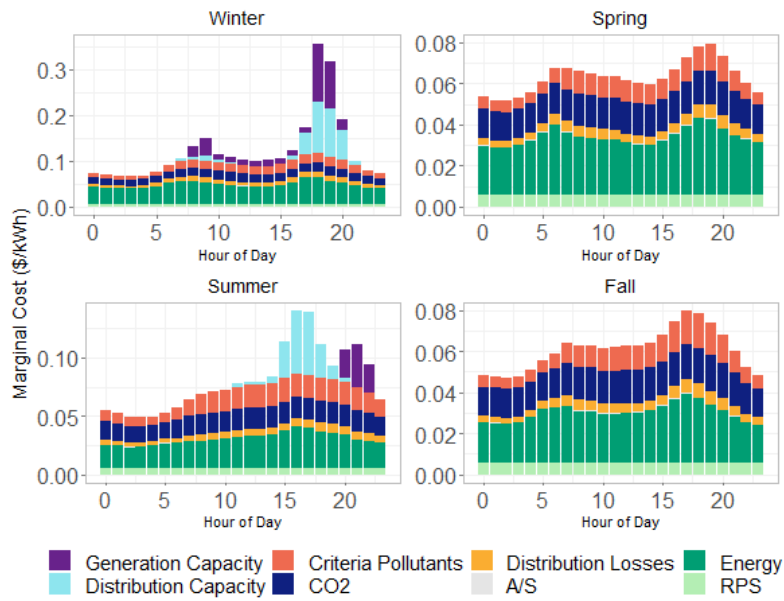 Winter
Spring
0.3
0.2
0.1
0.0
0.08
0.06
0.04
0.02
0.00
0 5 10 15 20
0 5 10 15 20
Hour of Day
Hour of Day
Marginal Cost ($/kWh)
Summer
Fall
0.10
0.05
0.00
0.08
0.06
0.04
0.02
0.00
0 5 10 15 20
0 5 10 15 20
Hour of Day
Hour of Day
Generation Capacity Criteria Pollutants Distribution Losses Energy
Distribution Capacity CO2 A/S RPS